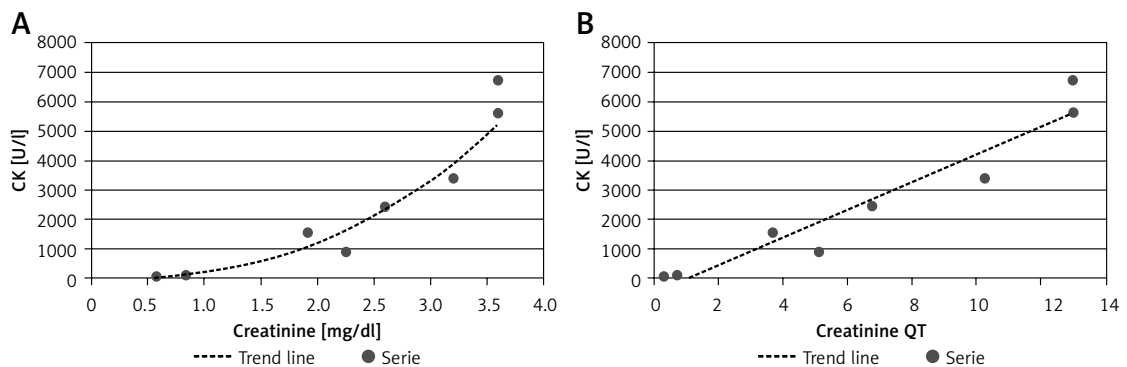 A
CK [U/l]
8000
7000
6000
5000
4000
3000
2000
1000
0
0 0.5 1.0 1.5 2.0 2.5 3.0 3.5 4.0
Creatinine [mg/dl]
Trend line Serie
B
CK [U/l]
8000
7000
6000
5000
4000
3000
2000
1000
0
0 2 4 6 8 10 12 14
Creatinine QT
Trend line Serie